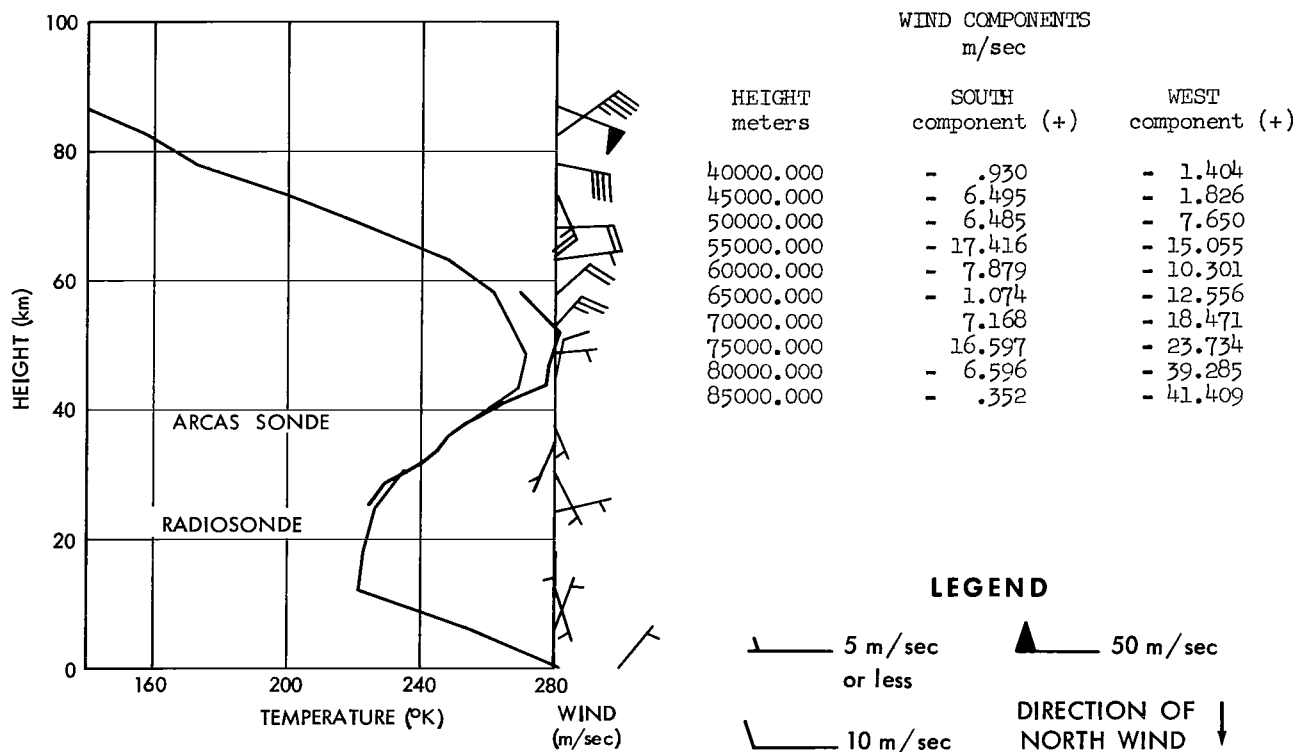 100
80
60
40
20
0
HEIGHT (km)
ARCAS SONDE
RADIOSONDE
160 200 240 280
TEMPERATURE (°K)
WIND
(m/sec)
WIND COMPONENTS
m/sec
HEIGHT SOUTH WEST
meters component (+) component (+)
40000.000 - .930 - 1.404
45000.000 - 6.495 - 1.826
50000.000 - 6.485 - 7.650
55000.000 - 17.416 - 15.055
60000.000 - 7.879 - 10.301
65000.000 - 1.074 - 12.556
70000.000 7.168 - 18.471
75000.000 16.597 - 23.734
80000.000 - 6.596 - 39.285
85000.000 - .352 - 41.409
LEGEND
5 m/sec
or less
50 m/sec
10 m/sec
DIRECTION OF
NORTH WIND